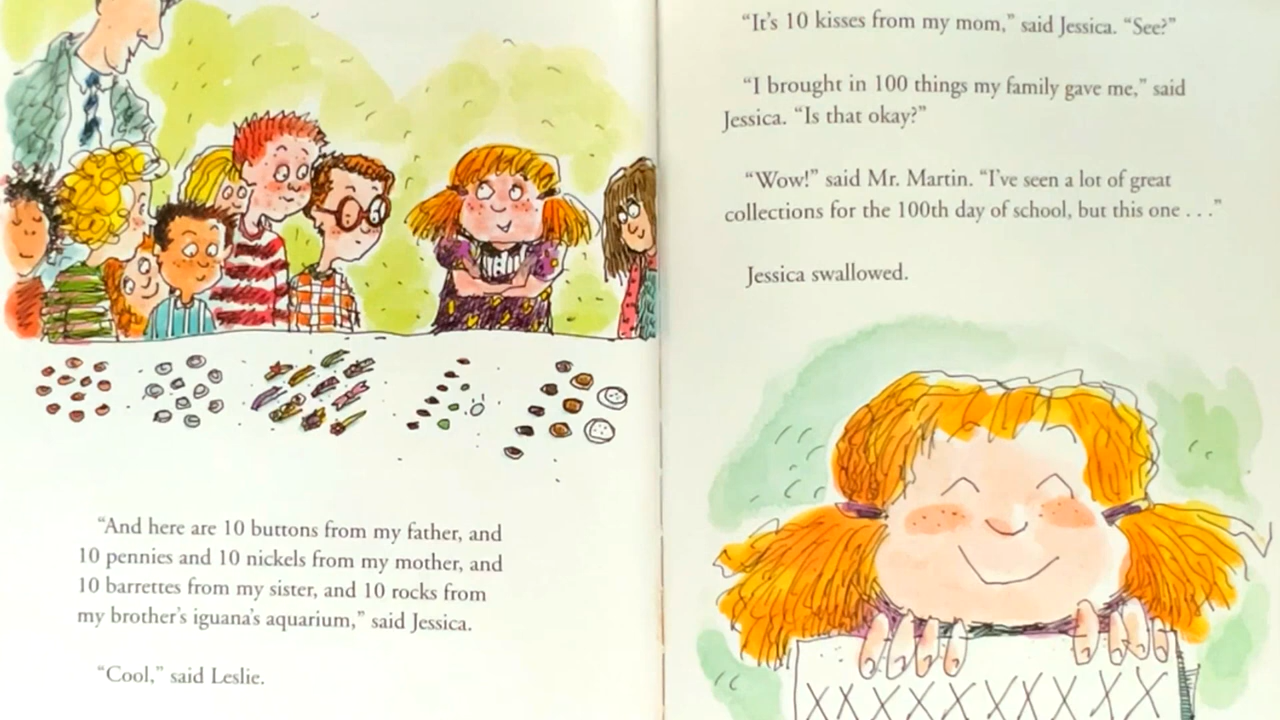 “And here are 10 buttons from my father, and
10 pennies and 10 nickels from my mother, and
10 barrettes from my sister, and 10 rocks from
my brother’s iguana’s aquarium,” said Jessica.
“Cool,” said Leslie.
“It’s 10 kisses from my mom,” said Jessica. “See?”
“I brought in 100 things my family gave me,” said
Jessica. “Is that okay?”
“Wow!” said Mr. Martin. “I’ve seen a lot of great
collections for the 100th day of school, but this one . . .”
Jessica swallowed.
XXXXXXXXXX